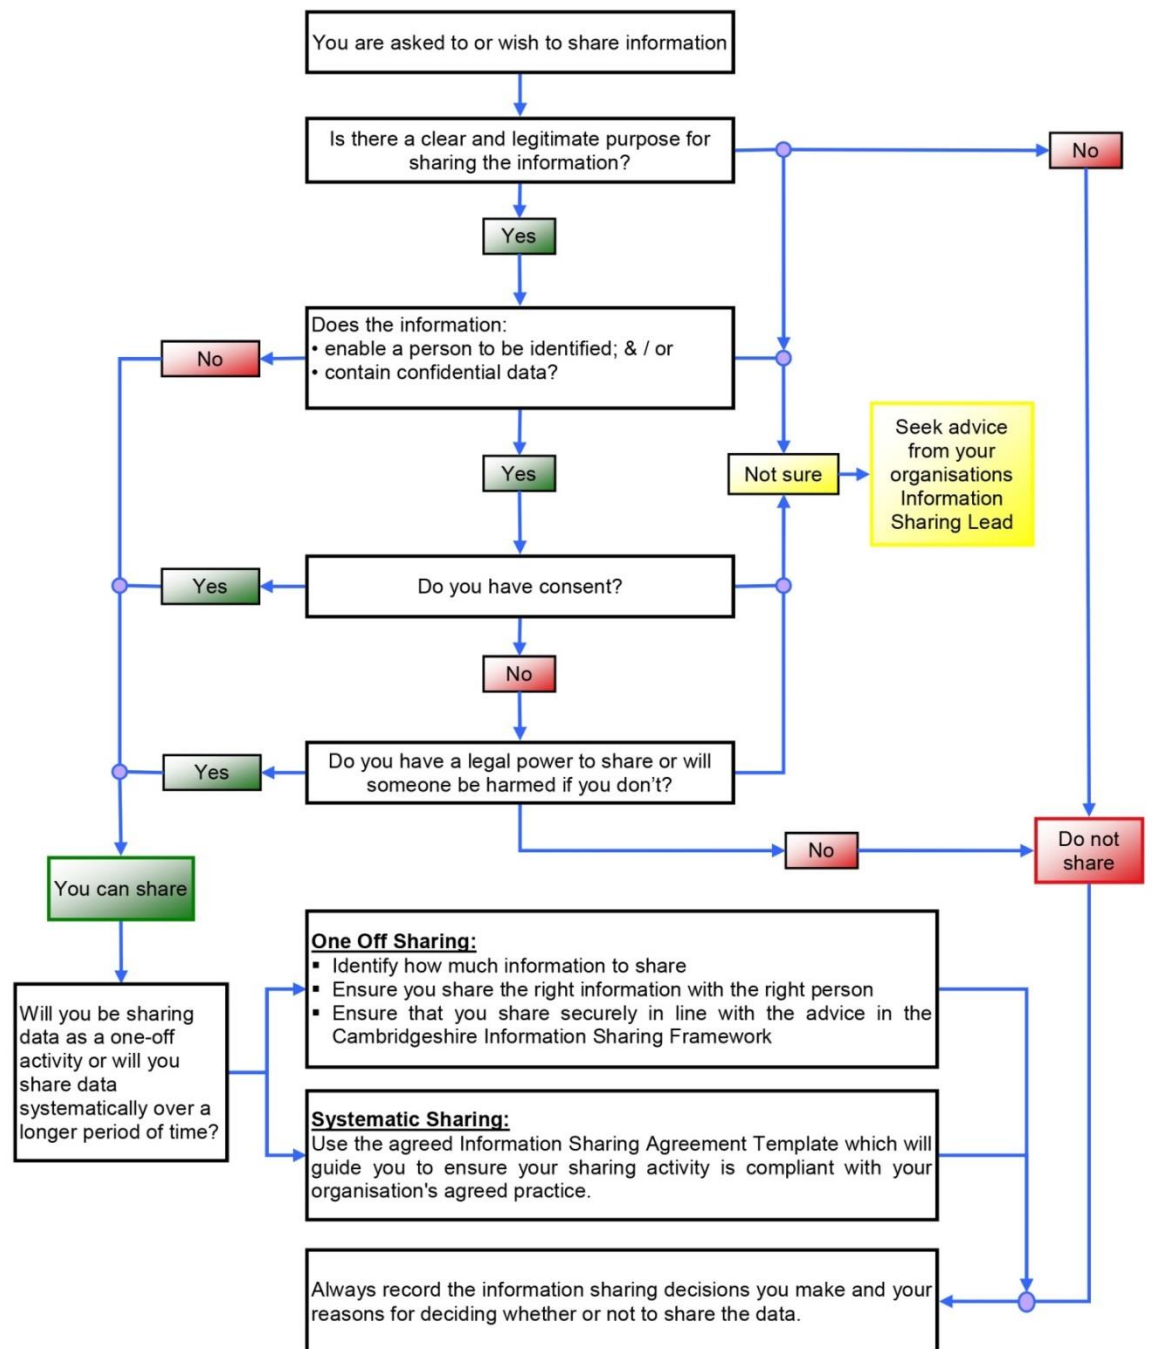 You are asked to or wish to share information
Is there a clear and legitimate purpose for
sharing the information?
No
Yes
Does the information:
• enable a person to be identified; & / or
• contain confidential data?
No
Yes
Not sure
Seek advice
from your
organisations
Information
Sharing Lead
Do you have consent?
Yes
No
Do you have a legal power to share or will
someone be harmed if you don't?
Yes
No
Do not
share
You can share
Will you be sharing
data as a one-off
activity or will you
share data
systematically over a
longer period of time?
One Off Sharing:
▪ Identify how much information to share
▪ Ensure you share the right information with the right person
▪ Ensure that you share securely in line with the advice in the
Cambridgeshire Information Sharing Framework
Systematic Sharing:
Use the agreed Information Sharing Agreement Template which will
guide you to ensure your sharing activity is compliant with your
organisation's agreed practice.
Always record the information sharing decisions you make and your
reasons for deciding whether or not to share the data.